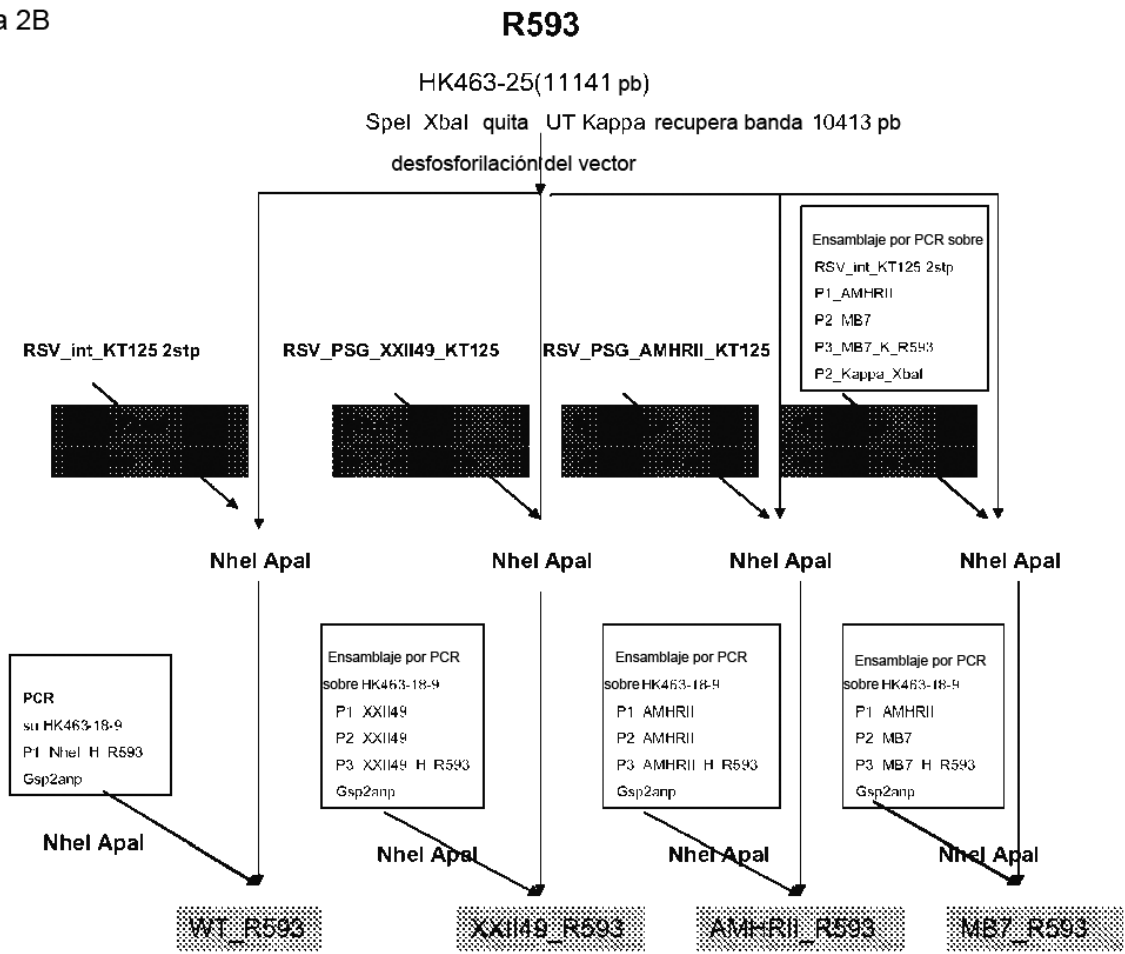 a 2B
R593
HK463-25(11141 pb)
SpeI XbaI quita UT Kappa recupera banda 10413 pb
desfosforilación del vector
Ensamblaje por PCR sobre
RSV_int_KT125 2stp
P1_AMHRII
P2 MB7
P3_MB7_K_R593
P2_Kappa_XbaI
RSV_int_KT125 2stp
RSV_PSG_XXII49_KT125
RSV_PSG_AMHRII_KT125
NheI ApaI
NheI ApaI
NheI ApaI
NheI ApaI
PCR
su HK463-18-9
P1 NheI H R593
Gsp2anp
Ensamblaje por PCR
sobre HK463-18-9
P1 XXII49
P2 XXII49
P3 XXII49 H R593
Gsp2anp
Ensamblaje por PCR
sobre HK463-18-9
P1 AMHRII
P2 AMHRII
P3 AMHRII H R593
Gsp2anp
Ensamblaje por PCR
sobre HK463-18-9
P1 AMHRII
P2 MB7
P3 MB7 H R593
Gsp2anp
NheI ApaI
NheI ApaI
NheI ApaI
NheI ApaI
WT_R593
XXII49_R593
AMHRII_R593
MB7_R593